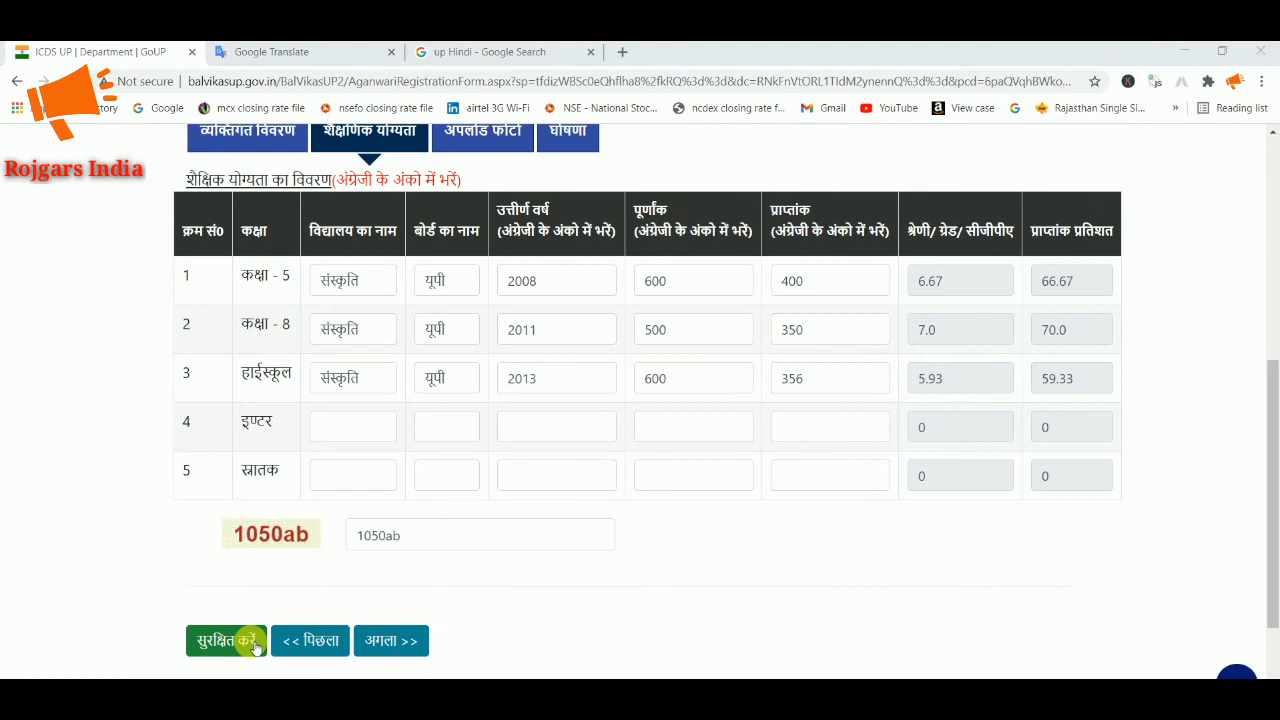 ICDS UP | Department | GoUP
Google Translate
up Hindi - Google Search
Not secure
balvikasup.gov.in/BalVikasUP2/AganwariRegistrationForm.aspx?sp=tfdizW8Sc0eQhflha8%2fkRQ%3d%3d&dc=RNkFnVtORL1TIdM2ynennQ%3d%3d&pcd=6paQVqhBWko...
story
Google
mcx closing rate file
nsefo closing rate file
airtel 3G Wi-Fi
NSE - National Stoc...
ncdex closing rate f...
Gmail
YouTube
View case
Rajasthan Single Si...
»
Reading list
Rojgars India
व्यक्तिगत विवरण
शैक्षणिक योग्यता
अपलोड फोटो
घोषणा
शैक्षिक योग्यता का विवरण(अंग्रेजी के अंको में भरें)
क्रम सं0 कक्षा विद्यालय का नाम बोर्ड का नाम उत्तीर्ण वर्ष (अंग्रेजी के अंको में भरें) पूर्णांक (अंग्रेजी के अंको में भरें) प्राप्तांक (अंग्रेजी के अंको में भरें) श्रेणी/ ग्रेड/ सीजीपीए प्राप्तांक प्रतिशत
1 कक्षा - 5 संस्कृति यूपी 2008 600 400 6.67 66.67
2 कक्षा - 8 संस्कृति यूपी 2011 500 350 7.0 70.0
3 हाईस्कूल संस्कृति यूपी 2013 600 356 5.93 59.33
4 इण्टर 0 0
5 स्नातक 0 0
1050ab 1050ab
सुरक्षित करें << पिछला अगला >>